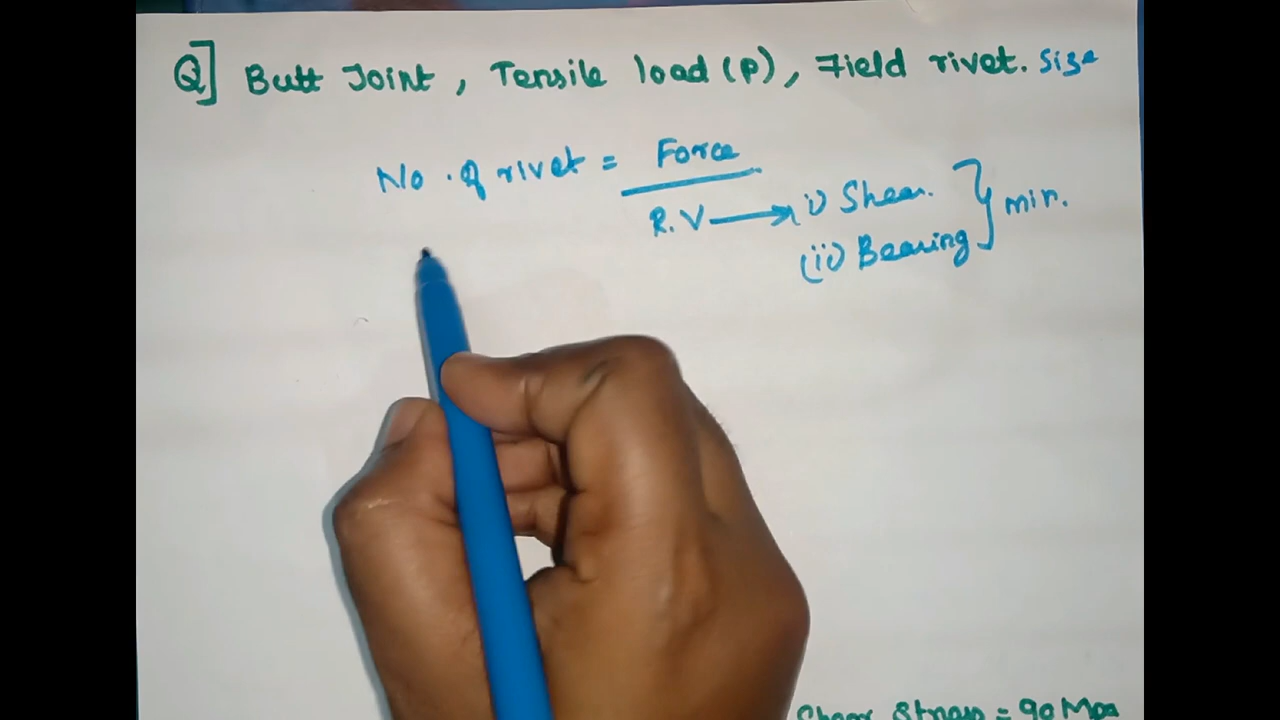 Q] Butt Joint, Tensile load (P), Field rivet. Size
No. of rivet = Force
R.V → i) Shear.
(ii) Bearing } min.
Shear Stress = 90 Mpa